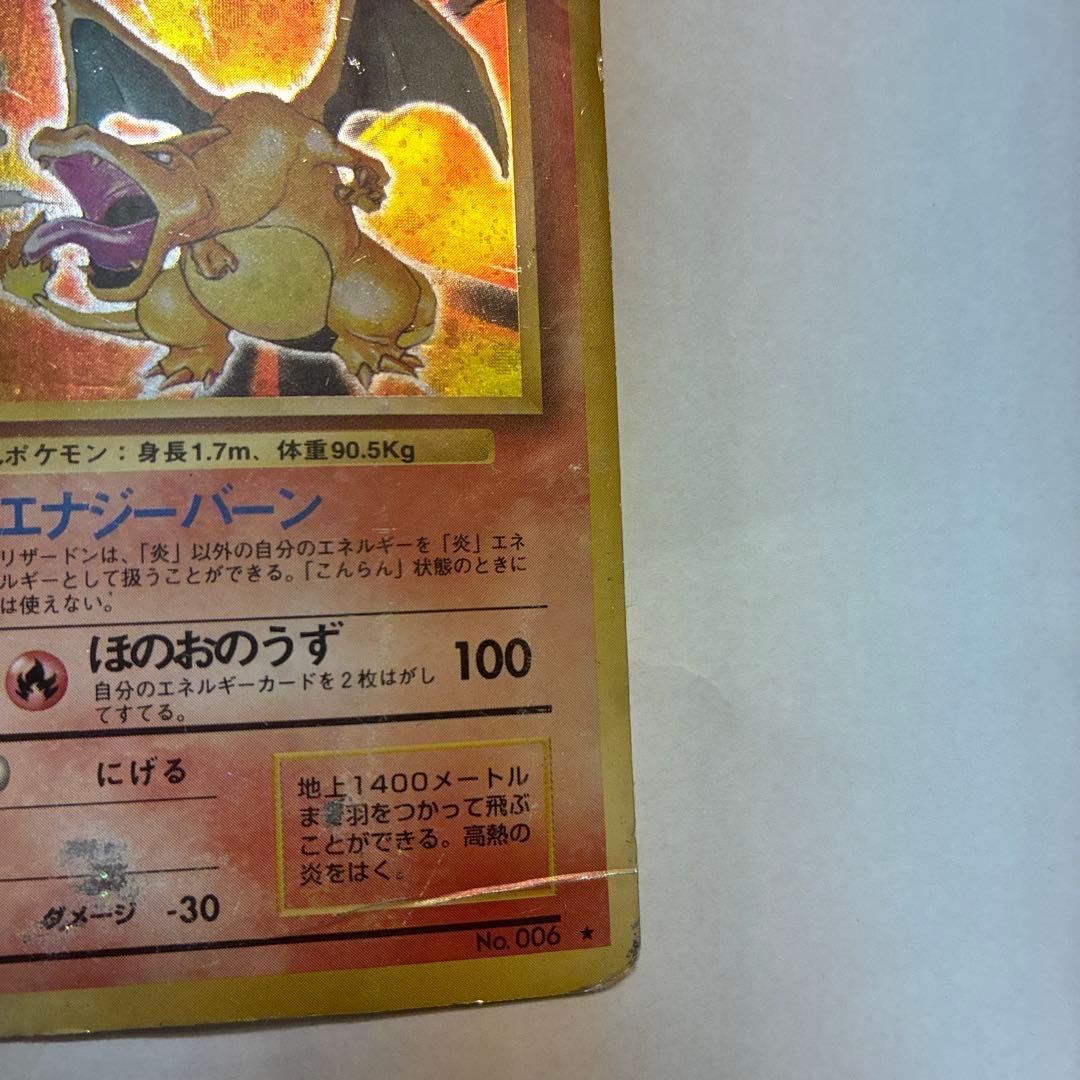 ポケモン：身長1.7m、体重90.5Kg
エナジーバーン
リザードンは、「炎」以外の自分のエネルギーを「炎」エネ
ルギーとして扱うことができる。「こんらん」状態のときに
は使えない。
ほのおのうず 100
自分のエネルギーカードを2枚はがし
てすてる。
にげる
地上1400メートル
ま 羽をつかって飛ぶ
ことができる。高熱の
炎をはく。
ダメージ -30
No. 006 ★